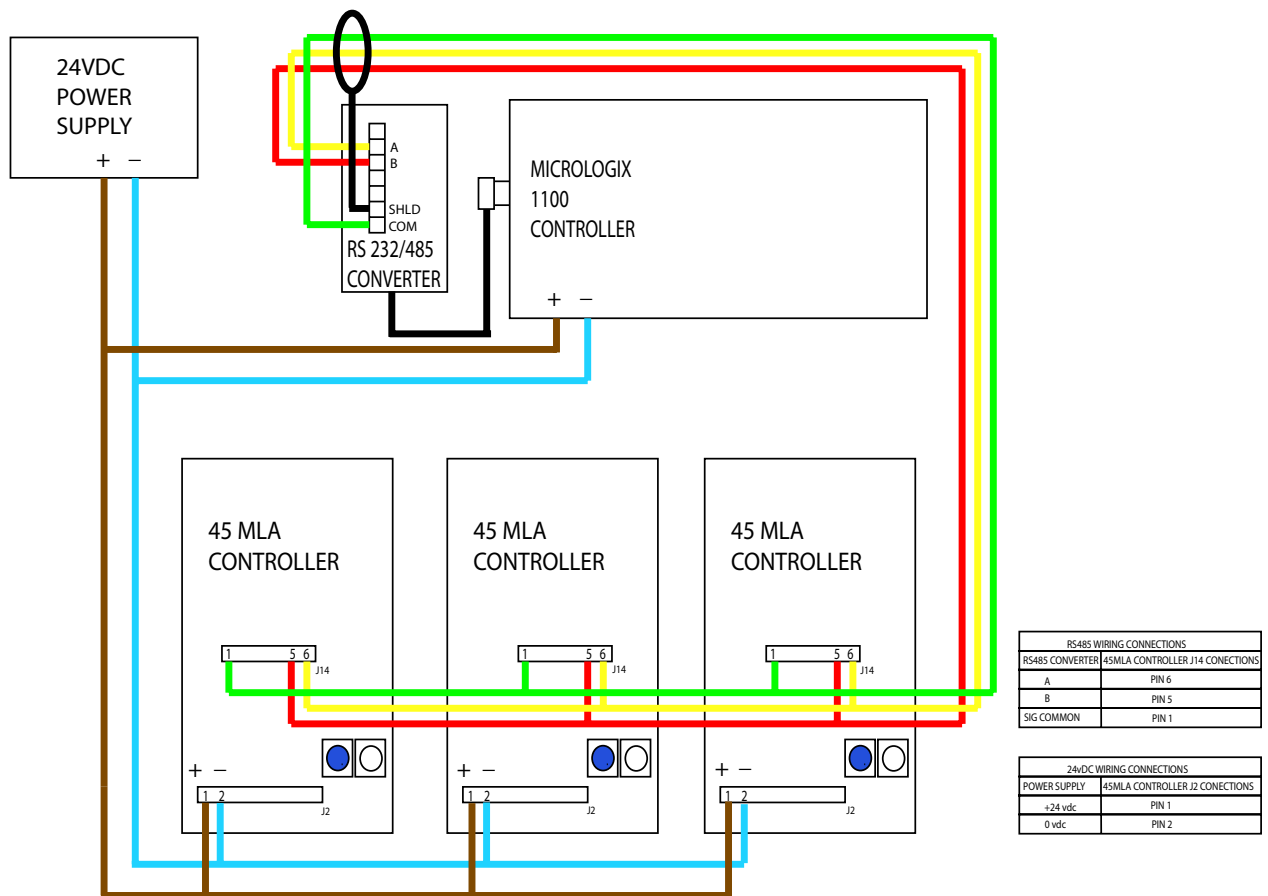 24VDC
POWER
SUPPLY
+ −
A
B
SHLD
COM
RS 232/485
CONVERTER
MICROLOGIX
1100
CONTROLLER
+ −
45 MLA
CONTROLLER
1 5 6
J14
+ −
1 2
J2
45 MLA
CONTROLLER
1 5 6
J14
+ −
1 2
J2
45 MLA
CONTROLLER
1 5 6
J14
+ −
1 2
J2
RS485 WIRING CONNECTIONS
RS485 CONVERTER 45MLA CONTROLLER J14 CONECTIONS
A PIN 6
B PIN 5
SIG COMMON PIN 1
24vDC WIRING CONNECTIONS
POWER SUPPLY 45MLA CONTROLLER J2 CONECTIONS
+24 vdc PIN 1
0 vdc PIN 2